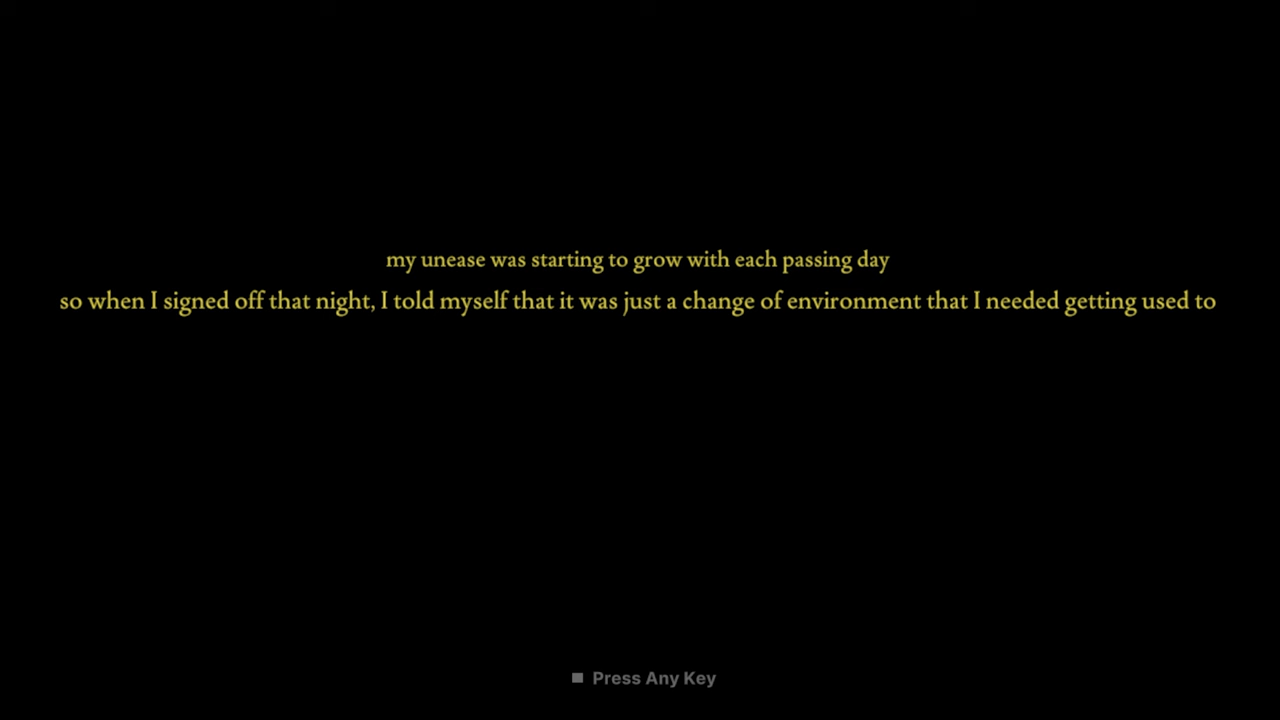 my unease was starting to grow with each passing day
so when I signed off that night, I told myself that it was just a change of environment that I needed getting used to
Press Any Key